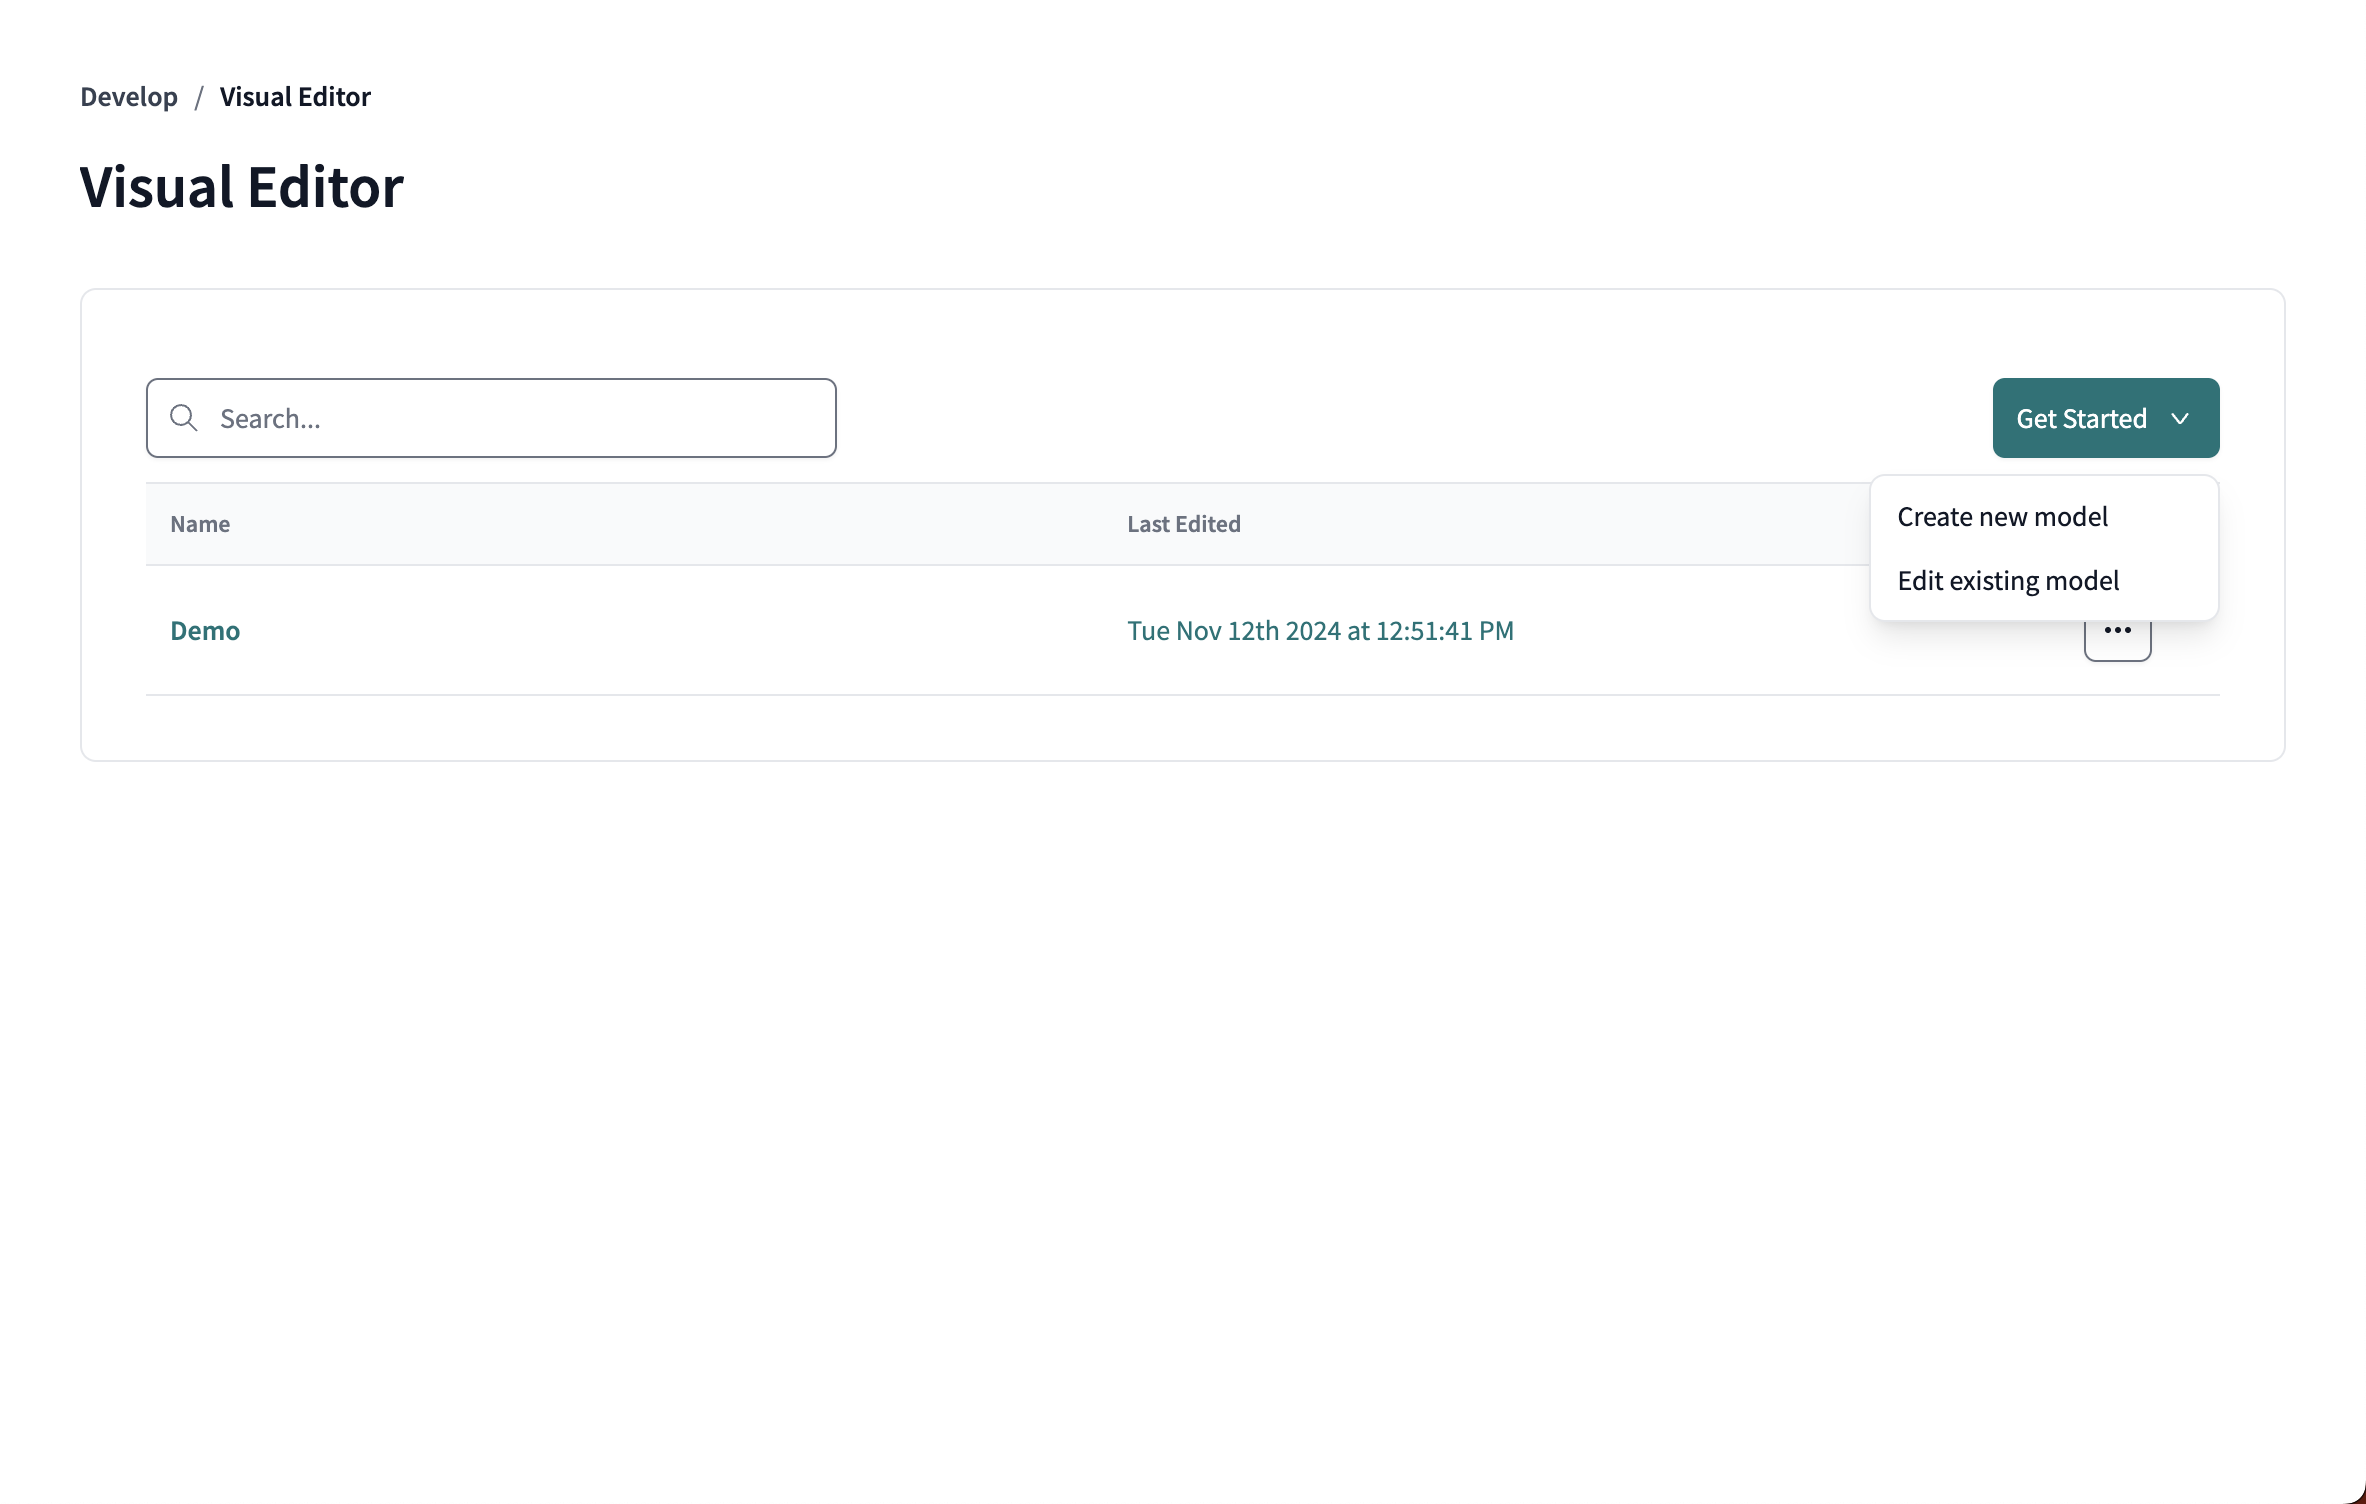 Develop / Visual Editor
Visual Editor
Search...
Get Started
Name
Last Edited
Create new model
Edit existing model
Demo
Tue Nov 12th 2024 at 12:51:41 PM